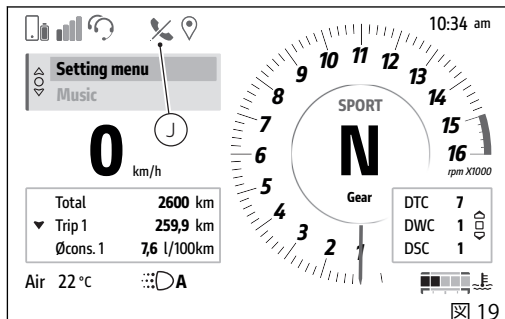 10:34 am
Setting menu
Music
J
0 km/h
Total 2600 km
Trip 1 259,9 km
Øcons. 1 7,6 l/100km
Air 22 °C
A
1
2
3
4
5
6
7
8
9
10
11
12
13
14
15
16
rpm X1000
SPORT
N
Gear
DTC 7
DWC 1
DSC 1
図 19